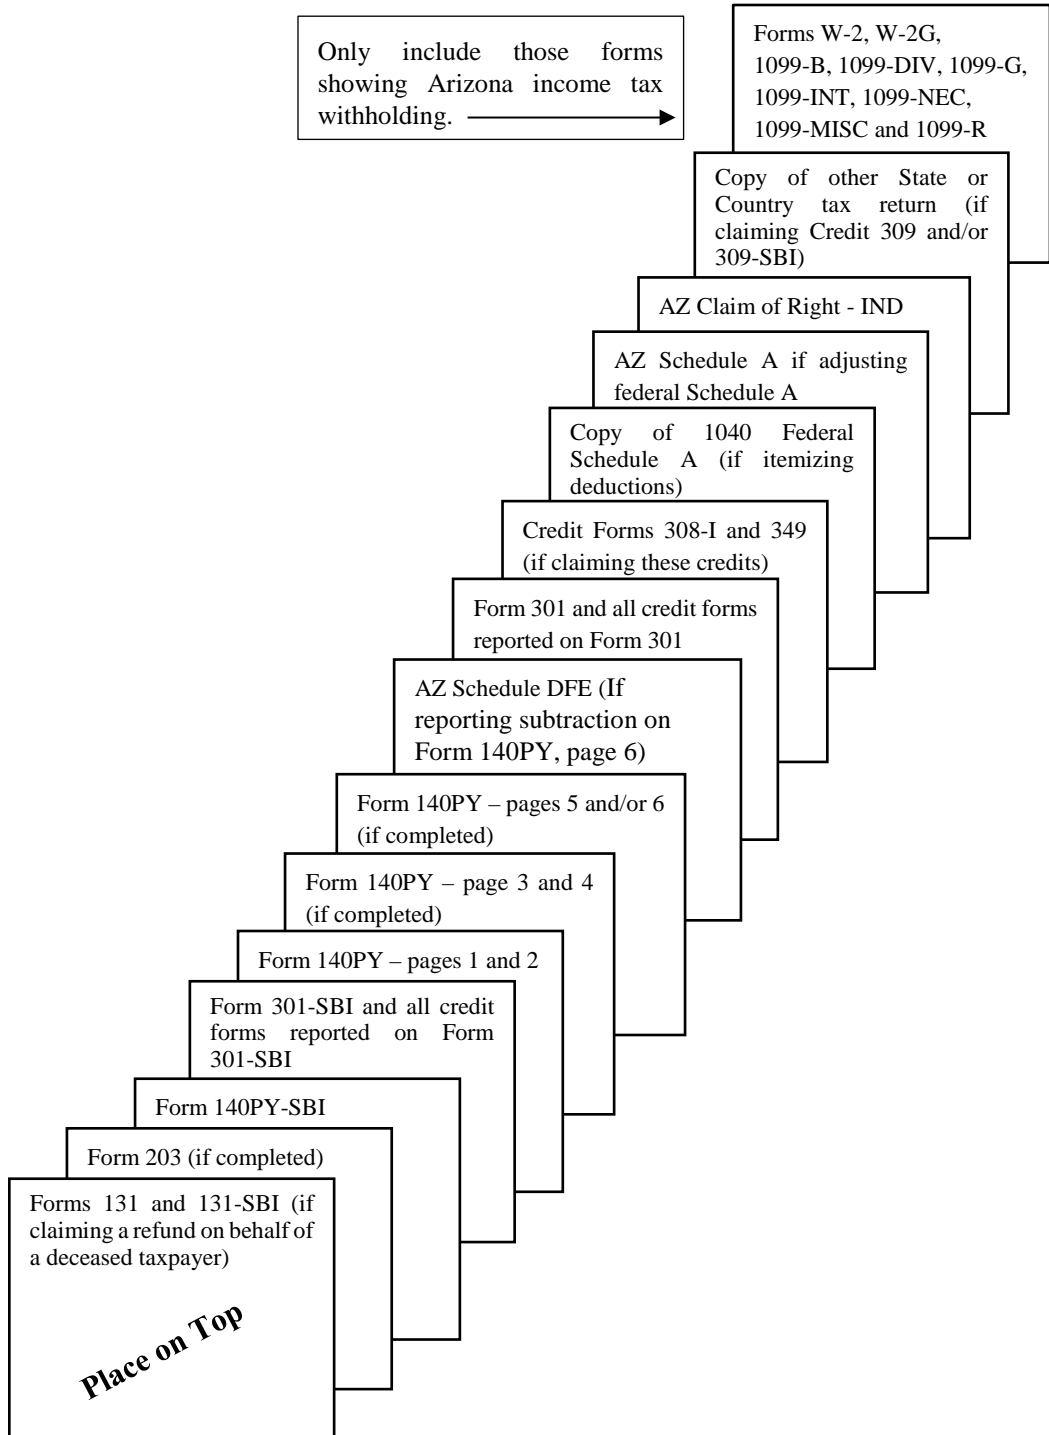 Only include those forms
showing Arizona income tax
withholding.
Forms W-2, W-2G,
1099-B, 1099-DIV, 1099-G,
1099-INT, 1099-NEC,
1099-MISC and 1099-R
Copy of other State or
Country tax return (if
claiming Credit 309 and/or
309-SBI)
AZ Claim of Right - IND
AZ Schedule A if adjusting
federal Schedule A
Copy of 1040 Federal
Schedule A (if itemizing
deductions)
Credit Forms 308-I and 349
(if claiming these credits)
Form 301 and all credit forms
reported on Form 301
AZ Schedule DFE (If
reporting subtraction on
Form 140PY, page 6)
Form 140PY – pages 5 and/or 6
(if completed)
Form 140PY – page 3 and 4
(if completed)
Form 140PY – pages 1 and 2
Form 301-SBI and all credit
forms reported on Form
301-SBI
Form 140PY-SBI
Form 203 (if completed)
Forms 131 and 131-SBI (if
claiming a refund on behalf of
a deceased taxpayer)
Place on Top